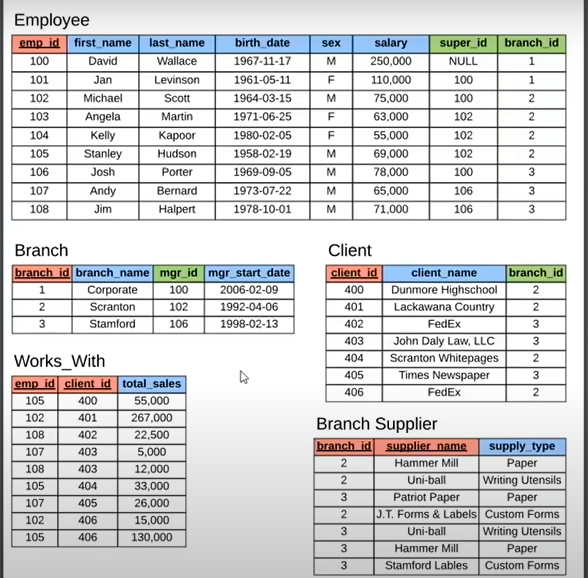 Employee
emp_id first_name last_name birth_date sex salary super_id branch_id
100 David Wallace 1967-11-17 M 250,000 NULL 1
101 Jan Levinson 1961-05-11 F 110,000 100 1
102 Michael Scott 1964-03-15 M 75,000 100 2
103 Angela Martin 1971-06-25 F 63,000 102 2
104 Kelly Kapoor 1980-02-05 F 55,000 102 2
105 Stanley Hudson 1958-02-19 M 69,000 102 2
106 Josh Porter 1969-09-05 M 78,000 100 3
107 Andy Bernard 1973-07-22 M 65,000 106 3
108 Jim Halpert 1978-10-01 M 71,000 106 3
Branch
branch_id branch_name mgr_id mgr_start_date
1 Corporate 100 2006-02-09
2 Scranton 102 1992-04-06
3 Stamford 106 1998-02-13
Client
client_id client_name branch_id
400 Dunmore Highschool 2
401 Lackawana Country 2
402 FedEx 3
403 John Daly Law, LLC 3
404 Scranton Whitepages 2
405 Times Newspaper 3
406 FedEx 2
Works_With
emp_id client_id total_sales
105 400 55,000
102 401 267,000
108 402 22,500
107 403 5,000
108 403 12,000
105 404 33,000
107 405 26,000
102 406 15,000
105 406 130,000
Branch Supplier
branch_id supplier_name supply_type
2 Hammer Mill Paper
2 Uni-ball Writing Utensils
3 Patriot Paper Paper
2 J.T. Forms & Labels Custom Forms
3 Uni-ball Writing Utensils
3 Hammer Mill Paper
3 Stamford Lables Custom Forms